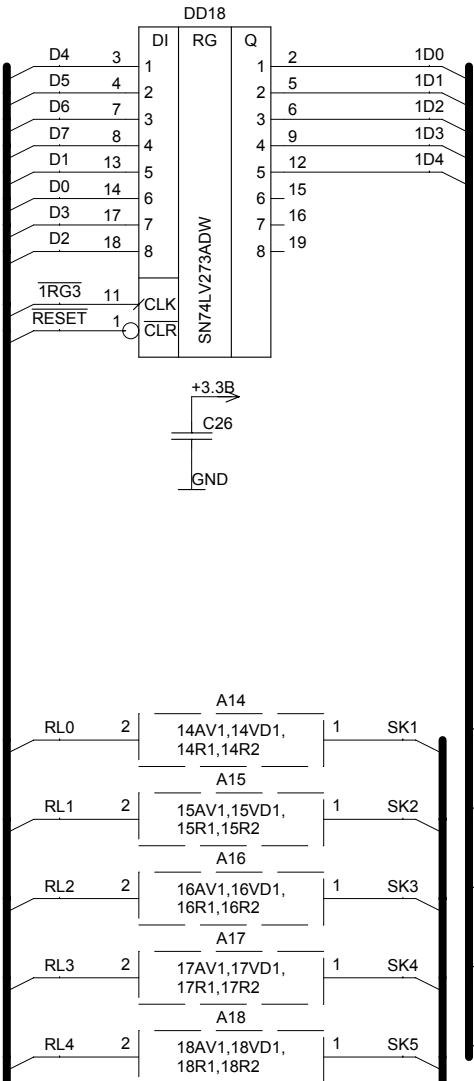 DD18
DI RG Q
D4 3 1 1 2 1D0
D5 4 2 2 5 1D1
D6 7 3 3 6 1D2
D7 8 4 4 9 1D3
D1 13 5 5 12 1D4
D0 14 6 6 15
D3 17 7 7 16
D2 18 8 8 19
1RG3 11 CLK
RESET 1 CLR
SN74LV273ADW
+3.3В
C26
GND
A14
RL0 2 14AV1,14VD1, 1 SK1
14R1,14R2
A15
RL1 2 15AV1,15VD1, 1 SK2
15R1,15R2
A16
RL2 2 16AV1,16VD1, 1 SK3
16R1,16R2
A17
RL3 2 17AV1,17VD1, 1 SK4
17R1,17R2
A18
RL4 2 18AV1,18VD1, 1 SK5
18R1,18R2